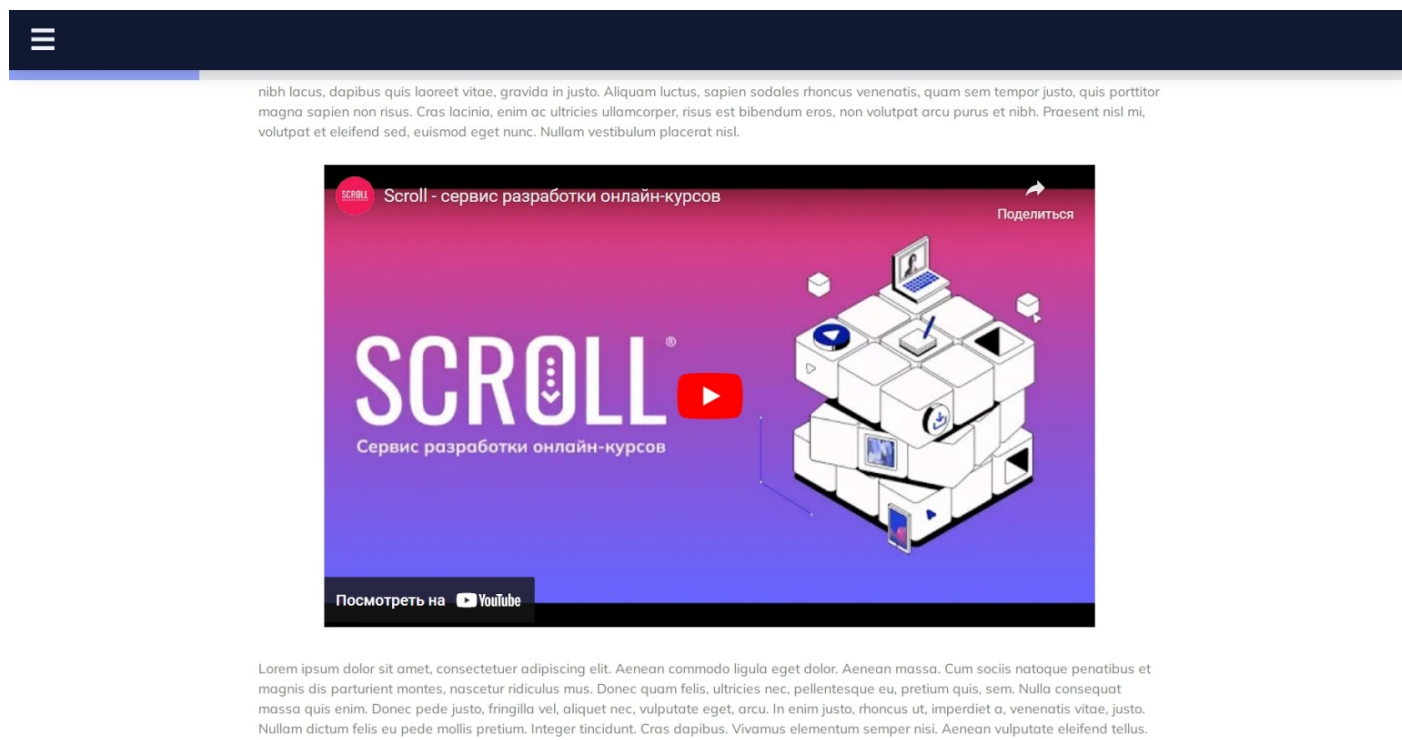 nibh lacus, dapibus quis laoreet vitae, gravida in justo. Aliquam luctus, sapien sodales rhoncus venenatis, quam sem tempor justo, quis porttitor
magna sapien non risus. Cras lacinia, enim ac ultricies ullamcorper, risus est bibendum eros, non volutpat arcu purus et nibh. Praesent nisl mi,
volutpat et eleifend sed, euismod eget nunc. Nullam vestibulum placerat nisl.
SCROLL
Scroll - сервис разработки онлайн-курсов
Поделиться
SCROLL®
Сервис разработки онлайн-курсов
Посмотреть на YouTube
Lorem ipsum dolor sit amet, consectetuer adipiscing elit. Aenean commodo ligula eget dolor. Aenean massa. Cum sociis natoque penatibus et
magnis dis parturient montes, nascetur ridiculus mus. Donec quam felis, ultricies nec, pellentesque eu, pretium quis, sem. Nulla consequat
massa quis enim. Donec pede justo, fringilla vel, aliquet nec, vulputate eget, arcu. In enim justo, rhoncus ut, imperdiet a, venenatis vitae, justo.
Nullam dictum felis eu pede mollis pretium. Integer tincidunt. Cras dapibus. Vivamus elementum semper nisi. Aenean vulputate eleifend tellus.